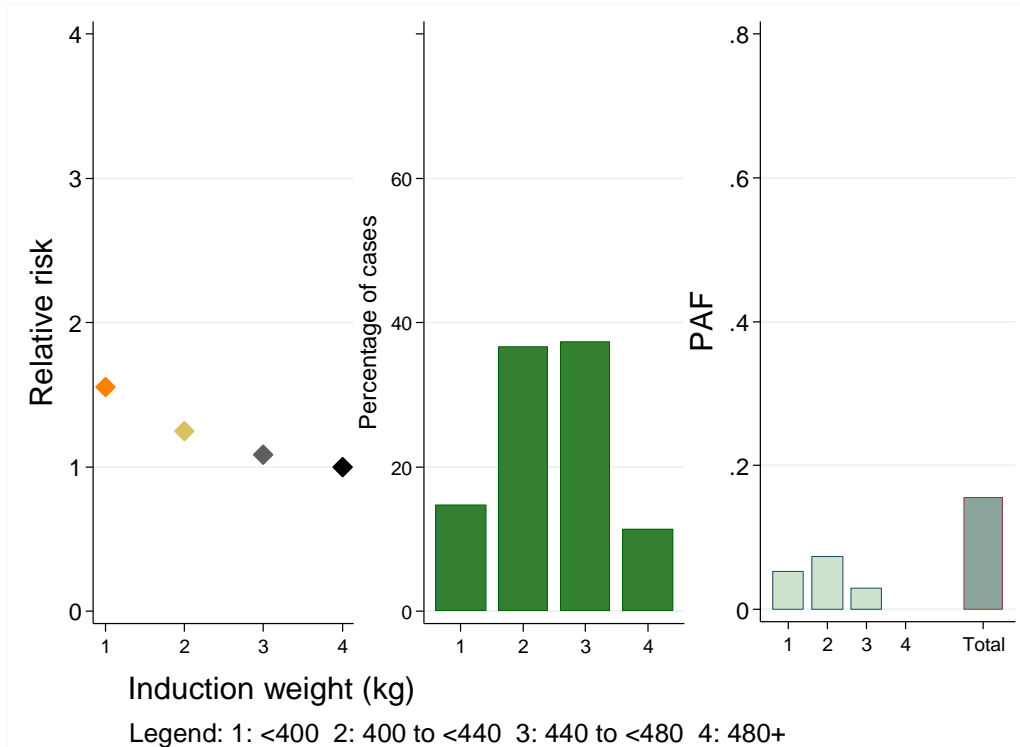 Relative risk
4
3
2
1
0
1 2 3 4
Percentage of cases
60
40
20
0
1 2 3 4
PAF
.8
.6
.4
.2
0
1 2 3 4 Total
Induction weight (kg)
Legend: 1: <400 2: 400 to <440 3: 440 to <480 4: 480+